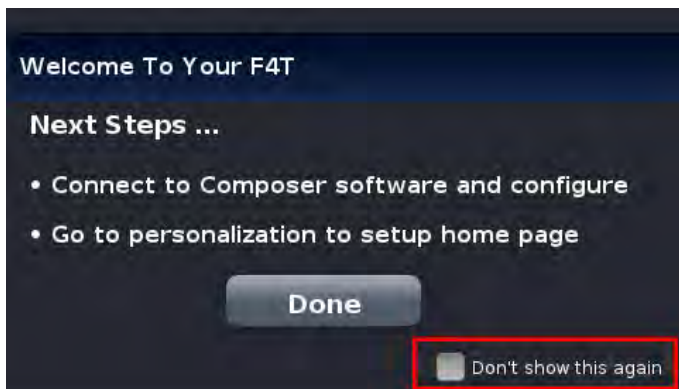 Welcome To Your F4T
Next Steps ...
• Connect to Composer software and configure
• Go to personalization to setup home page
Done
Don't show this again